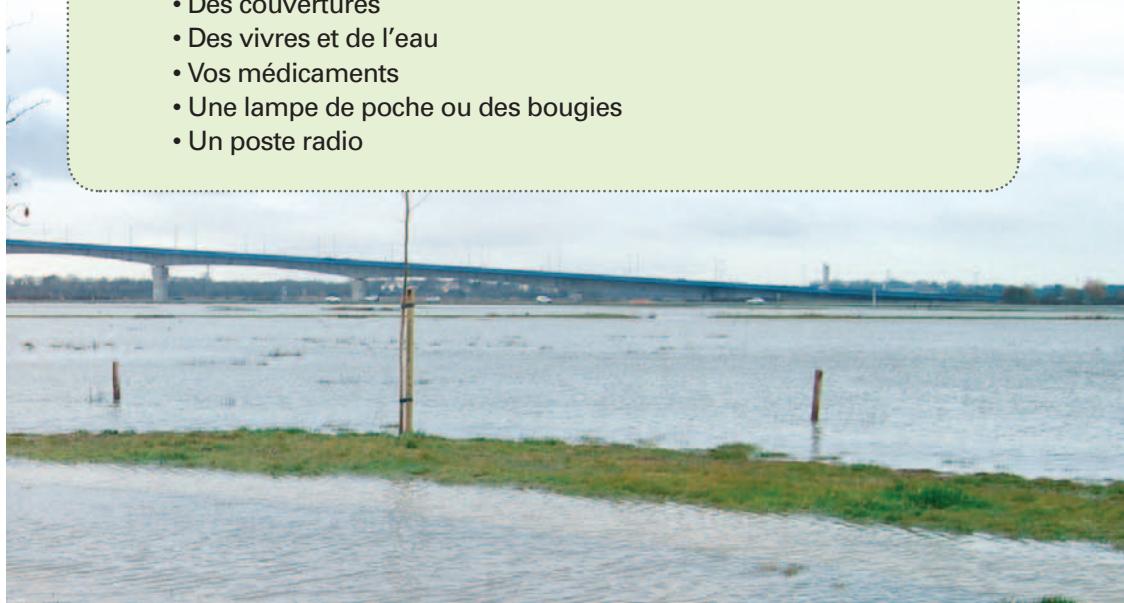 • Des couvertures
• Des vivres et de l'eau
• Vos médicaments
• Une lampe de poche ou des bougies
• Un poste radio